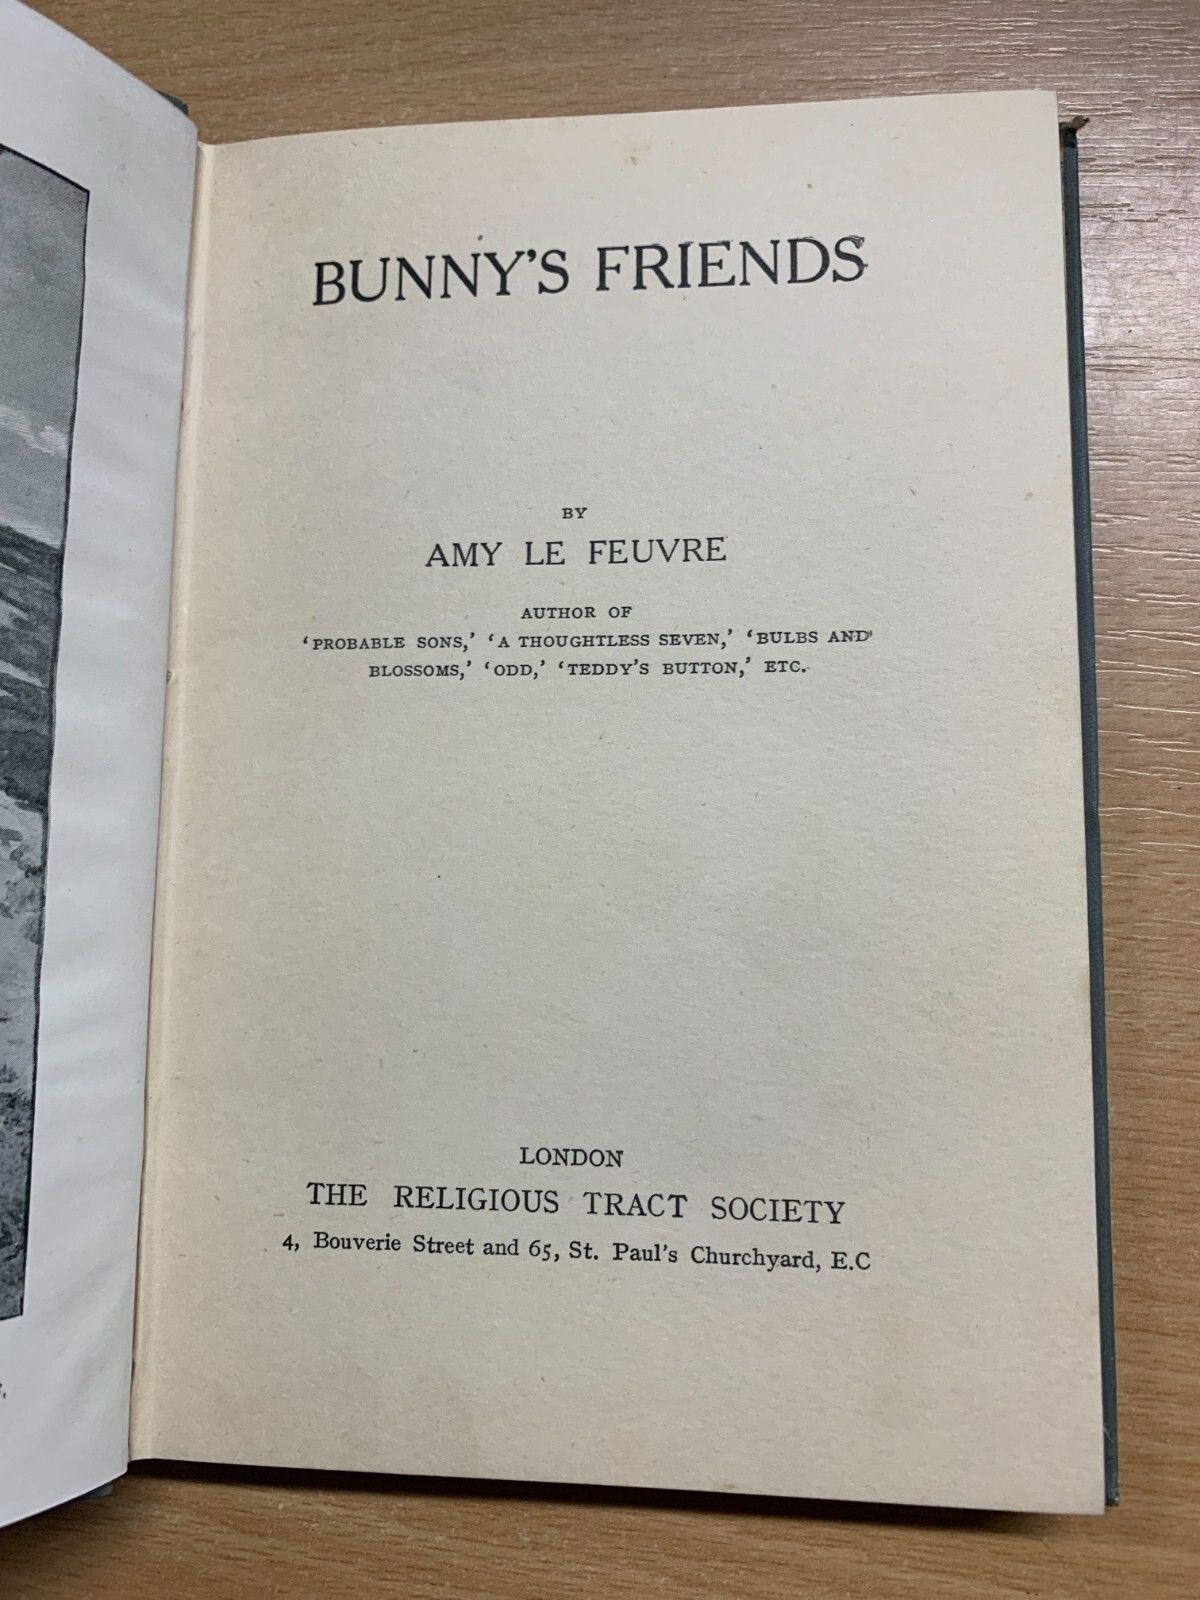 BUNNY'S FRIENDS
BY
AMY LE FEUVRE
AUTHOR OF
'PROBABLE SONS,' 'A THOUGHTLESS SEVEN,' 'BULBS AND
BLOSSOMS,' 'ODD,' 'TEDDY'S BUTTON,' ETC.
LONDON
THE RELIGIOUS TRACT SOCIETY
4, Bouverie Street and 65, St. Paul's Churchyard, E.C